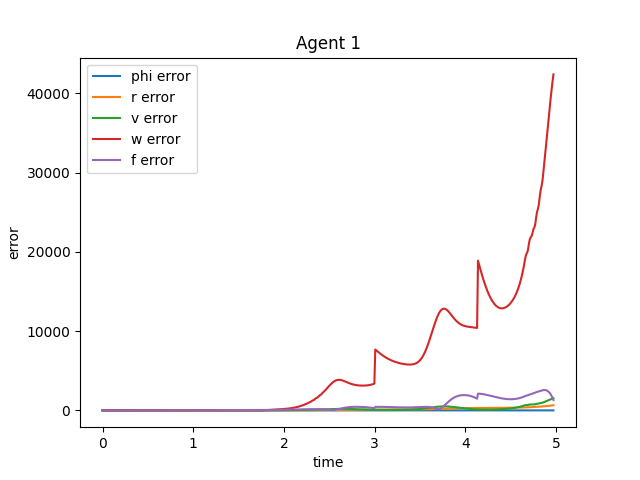 Agent 1
phi error
r error
v error
w error
f error
error
40000
30000
20000
10000
0
0 1 2 3 4 5
time